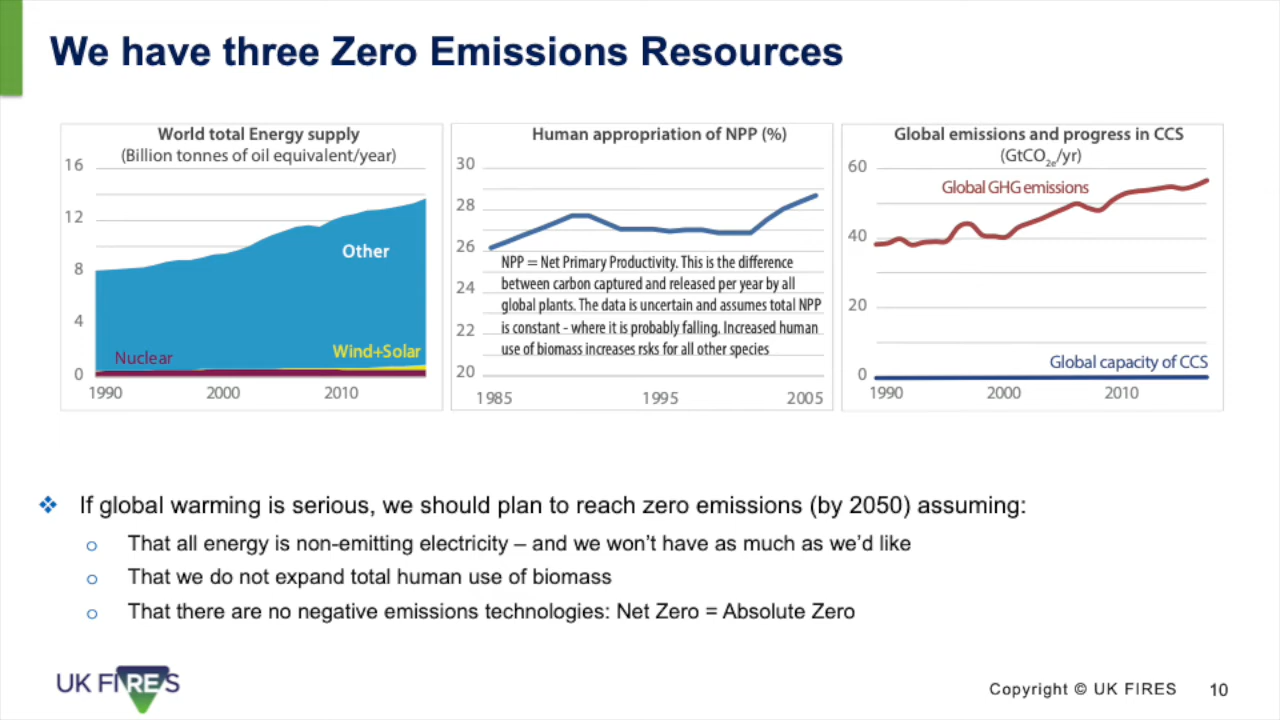 We have three Zero Emissions Resources
World total Energy supply
(Billion tonnes of oil equivalent/year)
16
12
8
4
0
Other
Nuclear
Wind+Solar
1990
2000
2010
Human appropriation of NPP (%)
30
28
26
24
22
20
NPP = Net Primary Productivity. This is the difference
between carbon captured and released per year by all
global plants. The data is uncertain and assumes total NPP
is constant - where it is probably falling. Increased human
use of biomass increases rsks for all other species
1985
1995
2005
Global emissions and progress in CCS
(GtCO2e/yr)
60
40
20
0
Global GHG emissions
Global capacity of CCS
1990
2000
2010
❖ If global warming is serious, we should plan to reach zero emissions (by 2050) assuming:
o That all energy is non-emitting electricity – and we won't have as much as we'd like
o That we do not expand total human use of biomass
o That there are no negative emissions technologies: Net Zero = Absolute Zero
UK FIRES
Copyright © UK FIRES
10